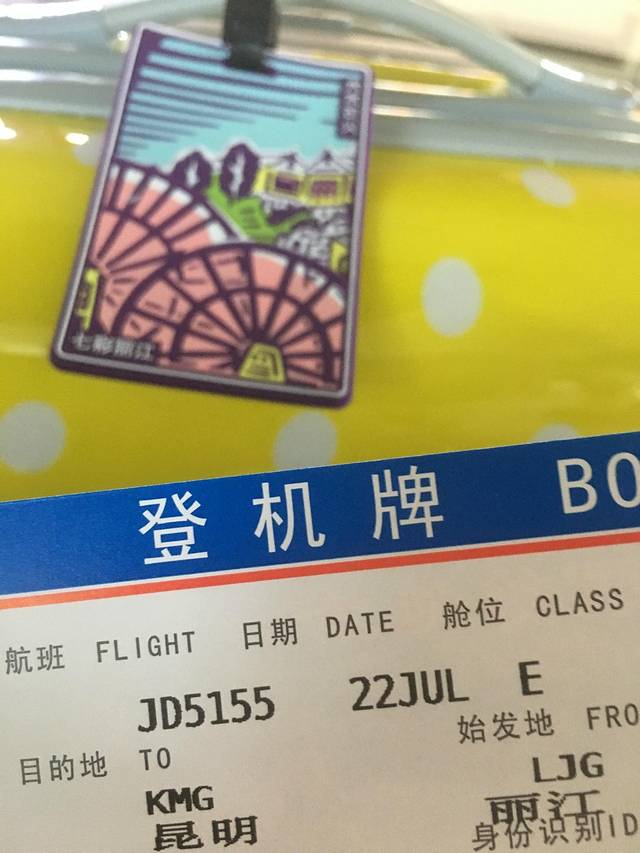 七彩丽江
登机牌 BO
航班 FLIGHT 日期 DATE 舱位 CLASS
JD5155 22JUL E
目的地 TO 始发地 FRO
KMG LJG
昆明 丽江
身份识别ID